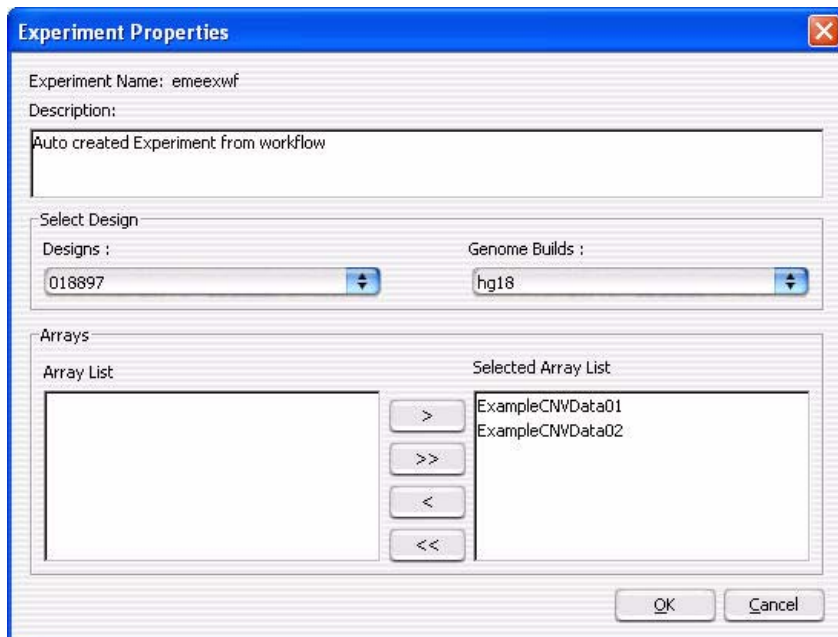 Experiment Properties
Experiment Name: emeexwf
Description:
Auto created Experiment from workflow
Select Design
Designs :
Genome Builds :
018897
hg18
Arrays
Array List
Selected Array List
ExampleCNVData01
ExampleCNVData02
>
>>
<
<<
OK
Cancel